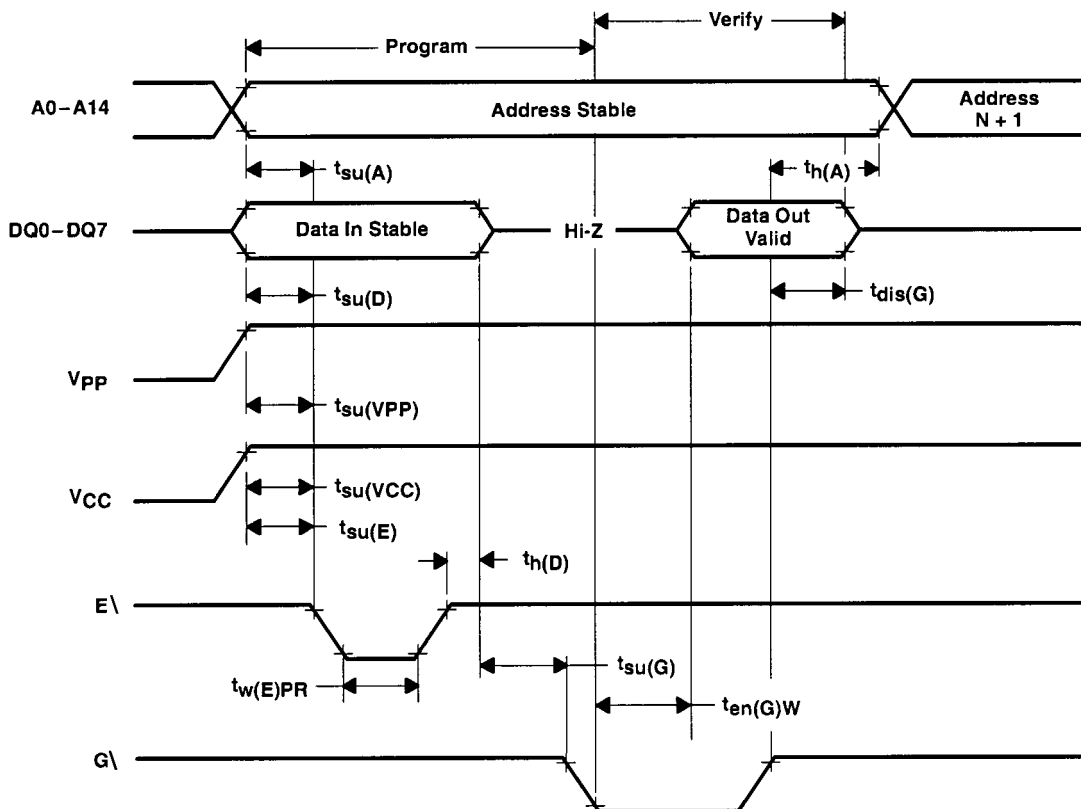 Verify
Program
A0–A14
Address Stable
Address
N + 1
tsu(A)
th(A)
DQ0–DQ7
Data In Stable
Hi-Z
Data Out
Valid
tsu(D)
tdis(G)
VPP
tsu(VPP)
VCC
tsu(VCC)
tsu(E)
th(D)
E\
tw(E)PR
tsu(G)
ten(G)W
G\